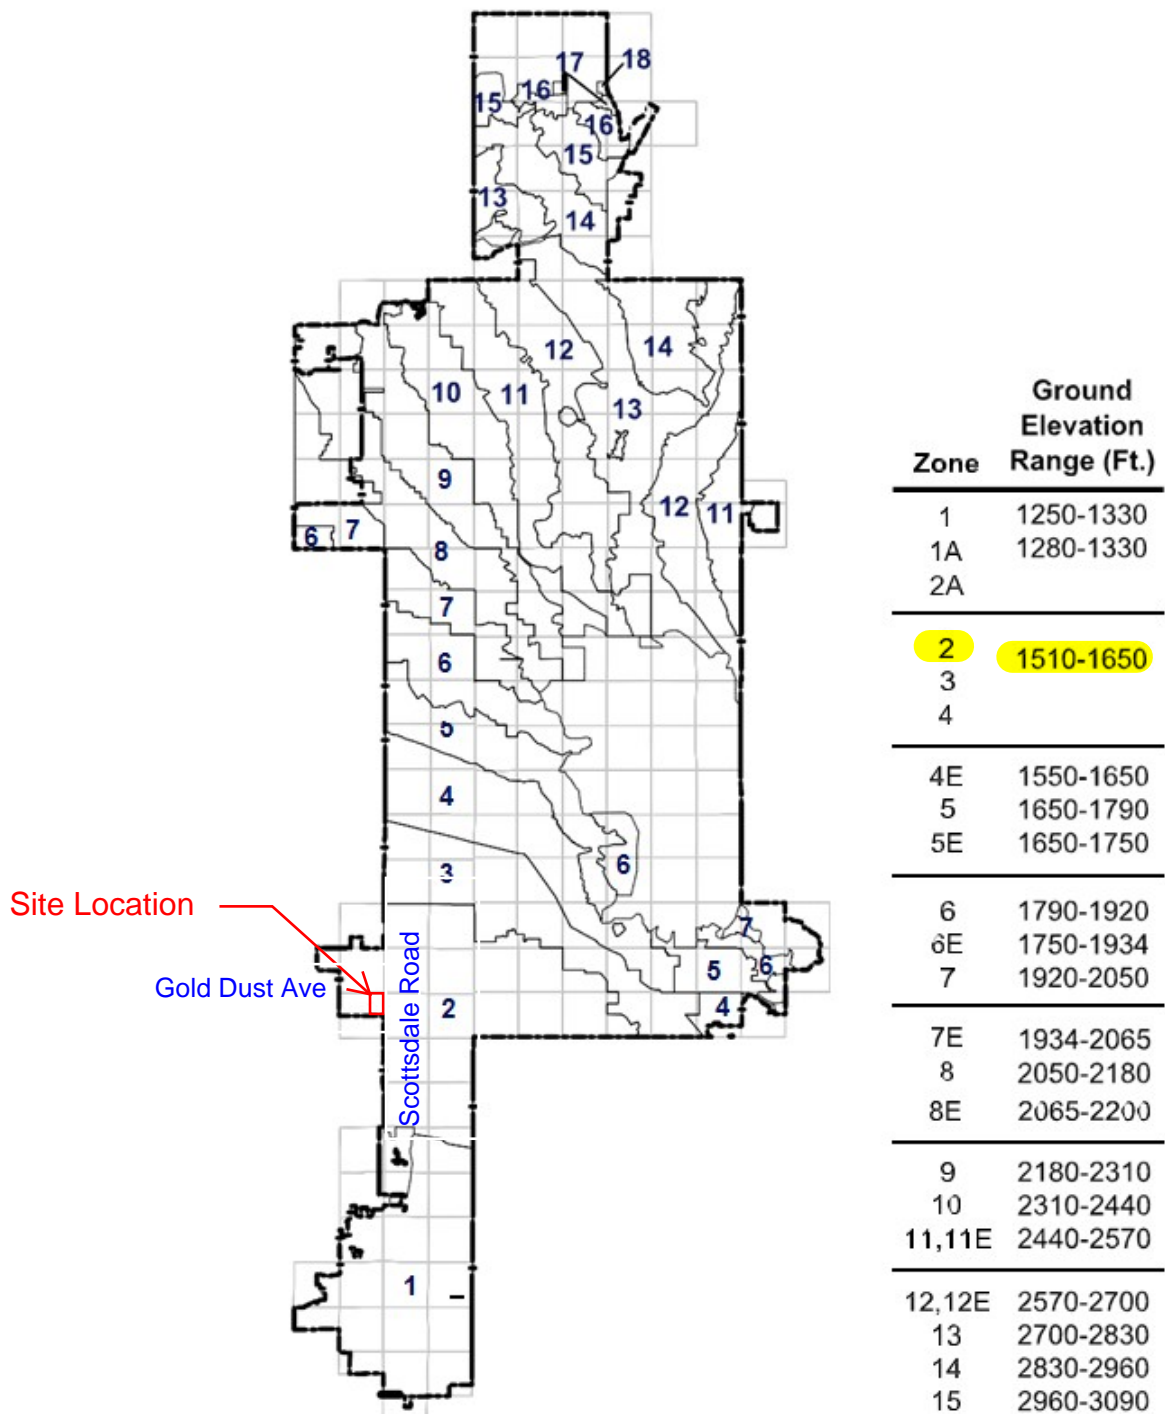 17
18
16
15
16
15
13
14
12
14
10
11
13
9
12
11
6
7
8
7
6
5
4
3
6
7
5
6
4
2
1
Site Location
Gold Dust Ave
Scottsdale Road
Ground
Elevation
Zone Range (Ft.)
1 1250-1330
1A 1280-1330
2A
2 1510-1650
3
4
4E 1550-1650
5 1650-1790
5E 1650-1750
6 1790-1920
6E 1750-1934
7 1920-2050
7E 1934-2065
8 2050-2180
8E 2065-2200
9 2180-2310
10 2310-2440
11,11E 2440-2570
12,12E 2570-2700
13 2700-2830
14 2830-2960
15 2960-3090